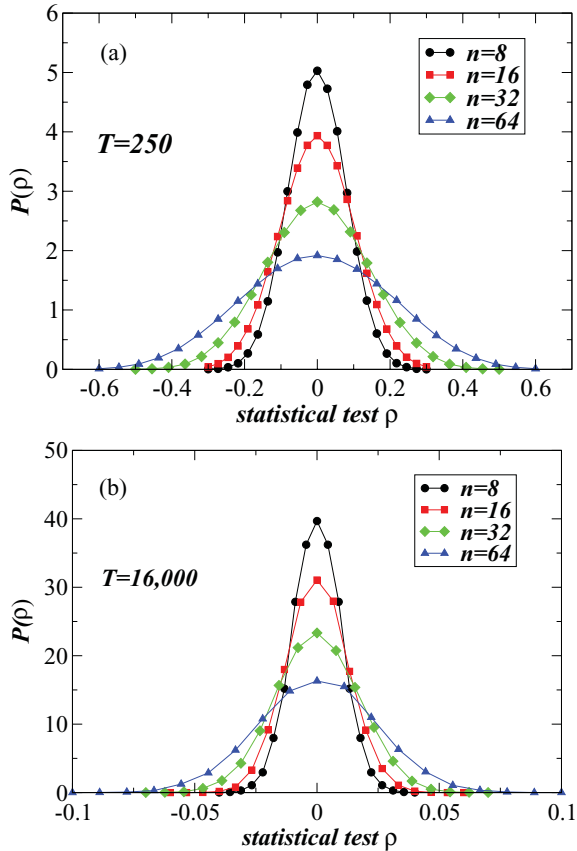 (a)
n=8
n=16
n=32
n=64
T=250
P(ρ)
6
5
4
3
2
1
0
-0.6 -0.4 -0.2 0 0.2 0.4 0.6
statistical test ρ
(b)
n=8
n=16
n=32
n=64
T=16,000
P(ρ)
50
40
30
20
10
0
-0.1 -0.05 0 0.05 0.1
statistical test ρ